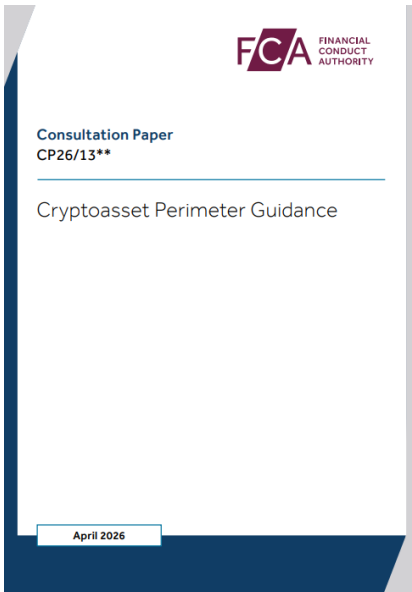 FCA
FINANCIAL
CONDUCT
AUTHORITY
Consultation Paper
CP26/13**
Cryptoasset Perimeter Guidance
April 2026